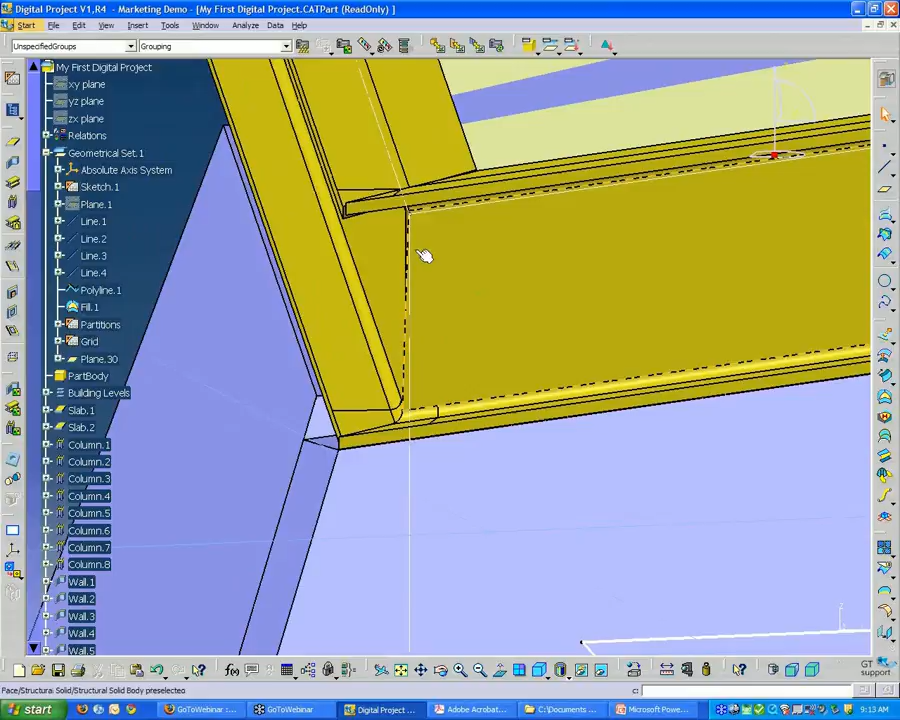 Digital Project V1,R4 - Marketing Demo - [My First Digital Project.CATPart (ReadOnly) ]
Start File Edit View Insert Tools Window Analyze Data Help
UnspecifiedGroups Grouping
My First Digital Project
xy plane
yz plane
zx plane
Relations
Geometrical Set.1
Absolute Axis System
Sketch.1
Plane.1
Line.1
Line.2
Line.3
Line.4
Polyline.1
Fill.1
Partitions
Grid
Plane.30
PartBody
Building Levels
Slab.1
Slab.2
Column.1
Column.2
Column.3
Column.4
Column.5
Column.6
Column.7
Column.8
Wall.1
Wall.2
Wall.3
Wall.4
Wall.5
f(x)
GT
support
Face/Structural Solid/Structural Solid Body preselected
c:
start GoToWebinar :... GoToWebinar Digital Project ... Adobe Acrobat... C:\Documents ... Microsoft Powe... 9:13 AM